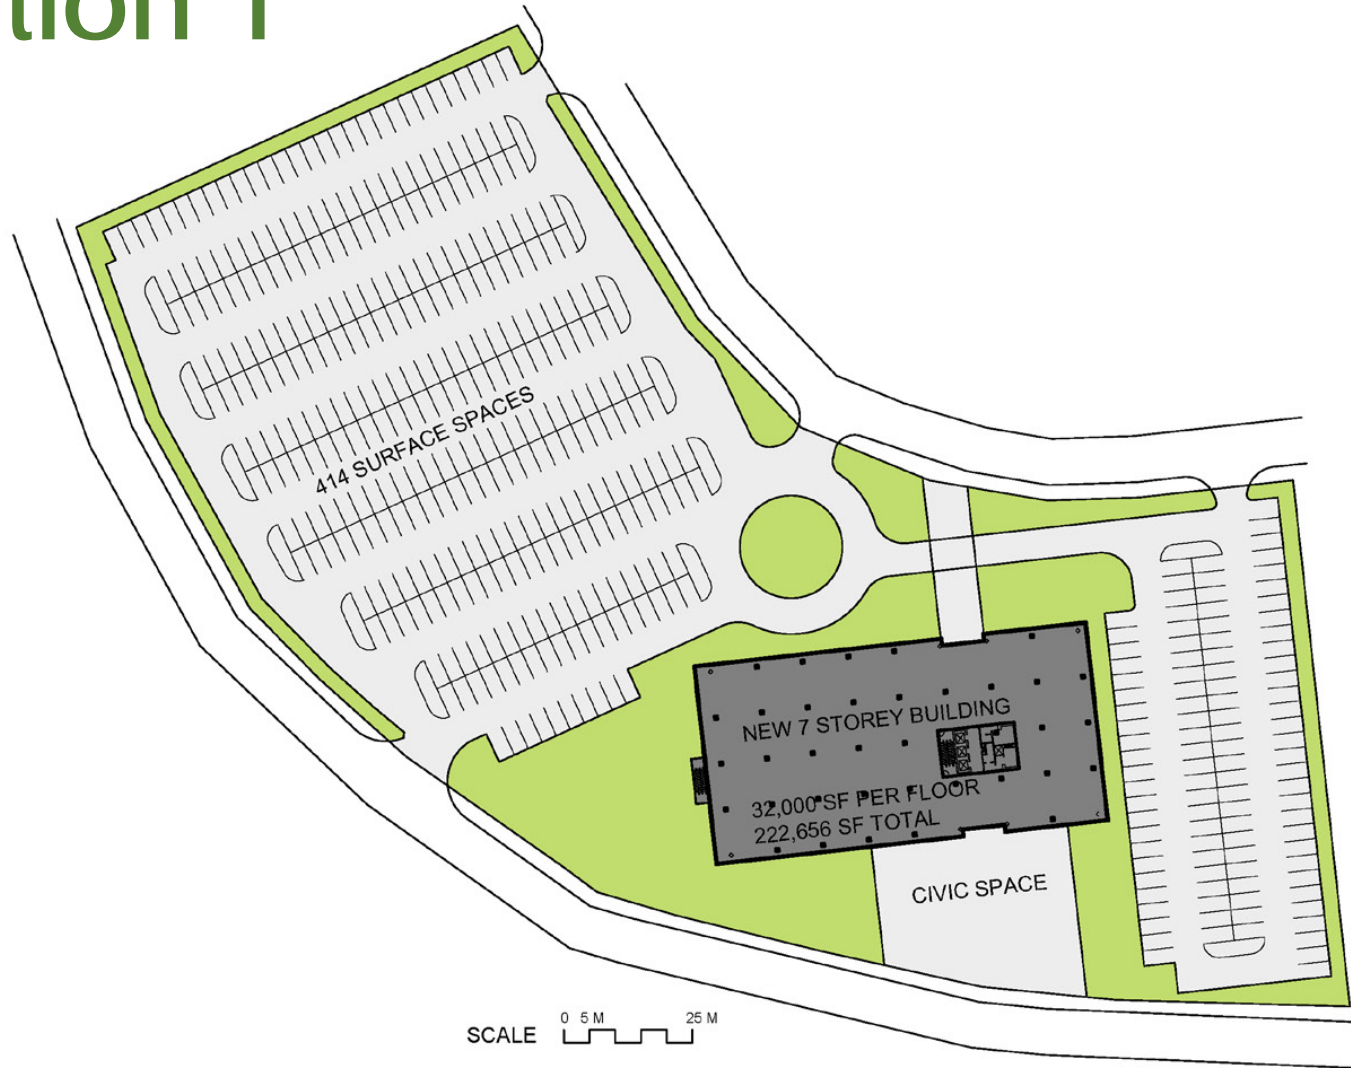 tion 1
414 SURFACE SPACES
NEW 7 STOREY BUILDING
32,000 SF PER FLOOR
222,656 SF TOTAL
CIVIC SPACE
SCALE 0 5 M 25 M